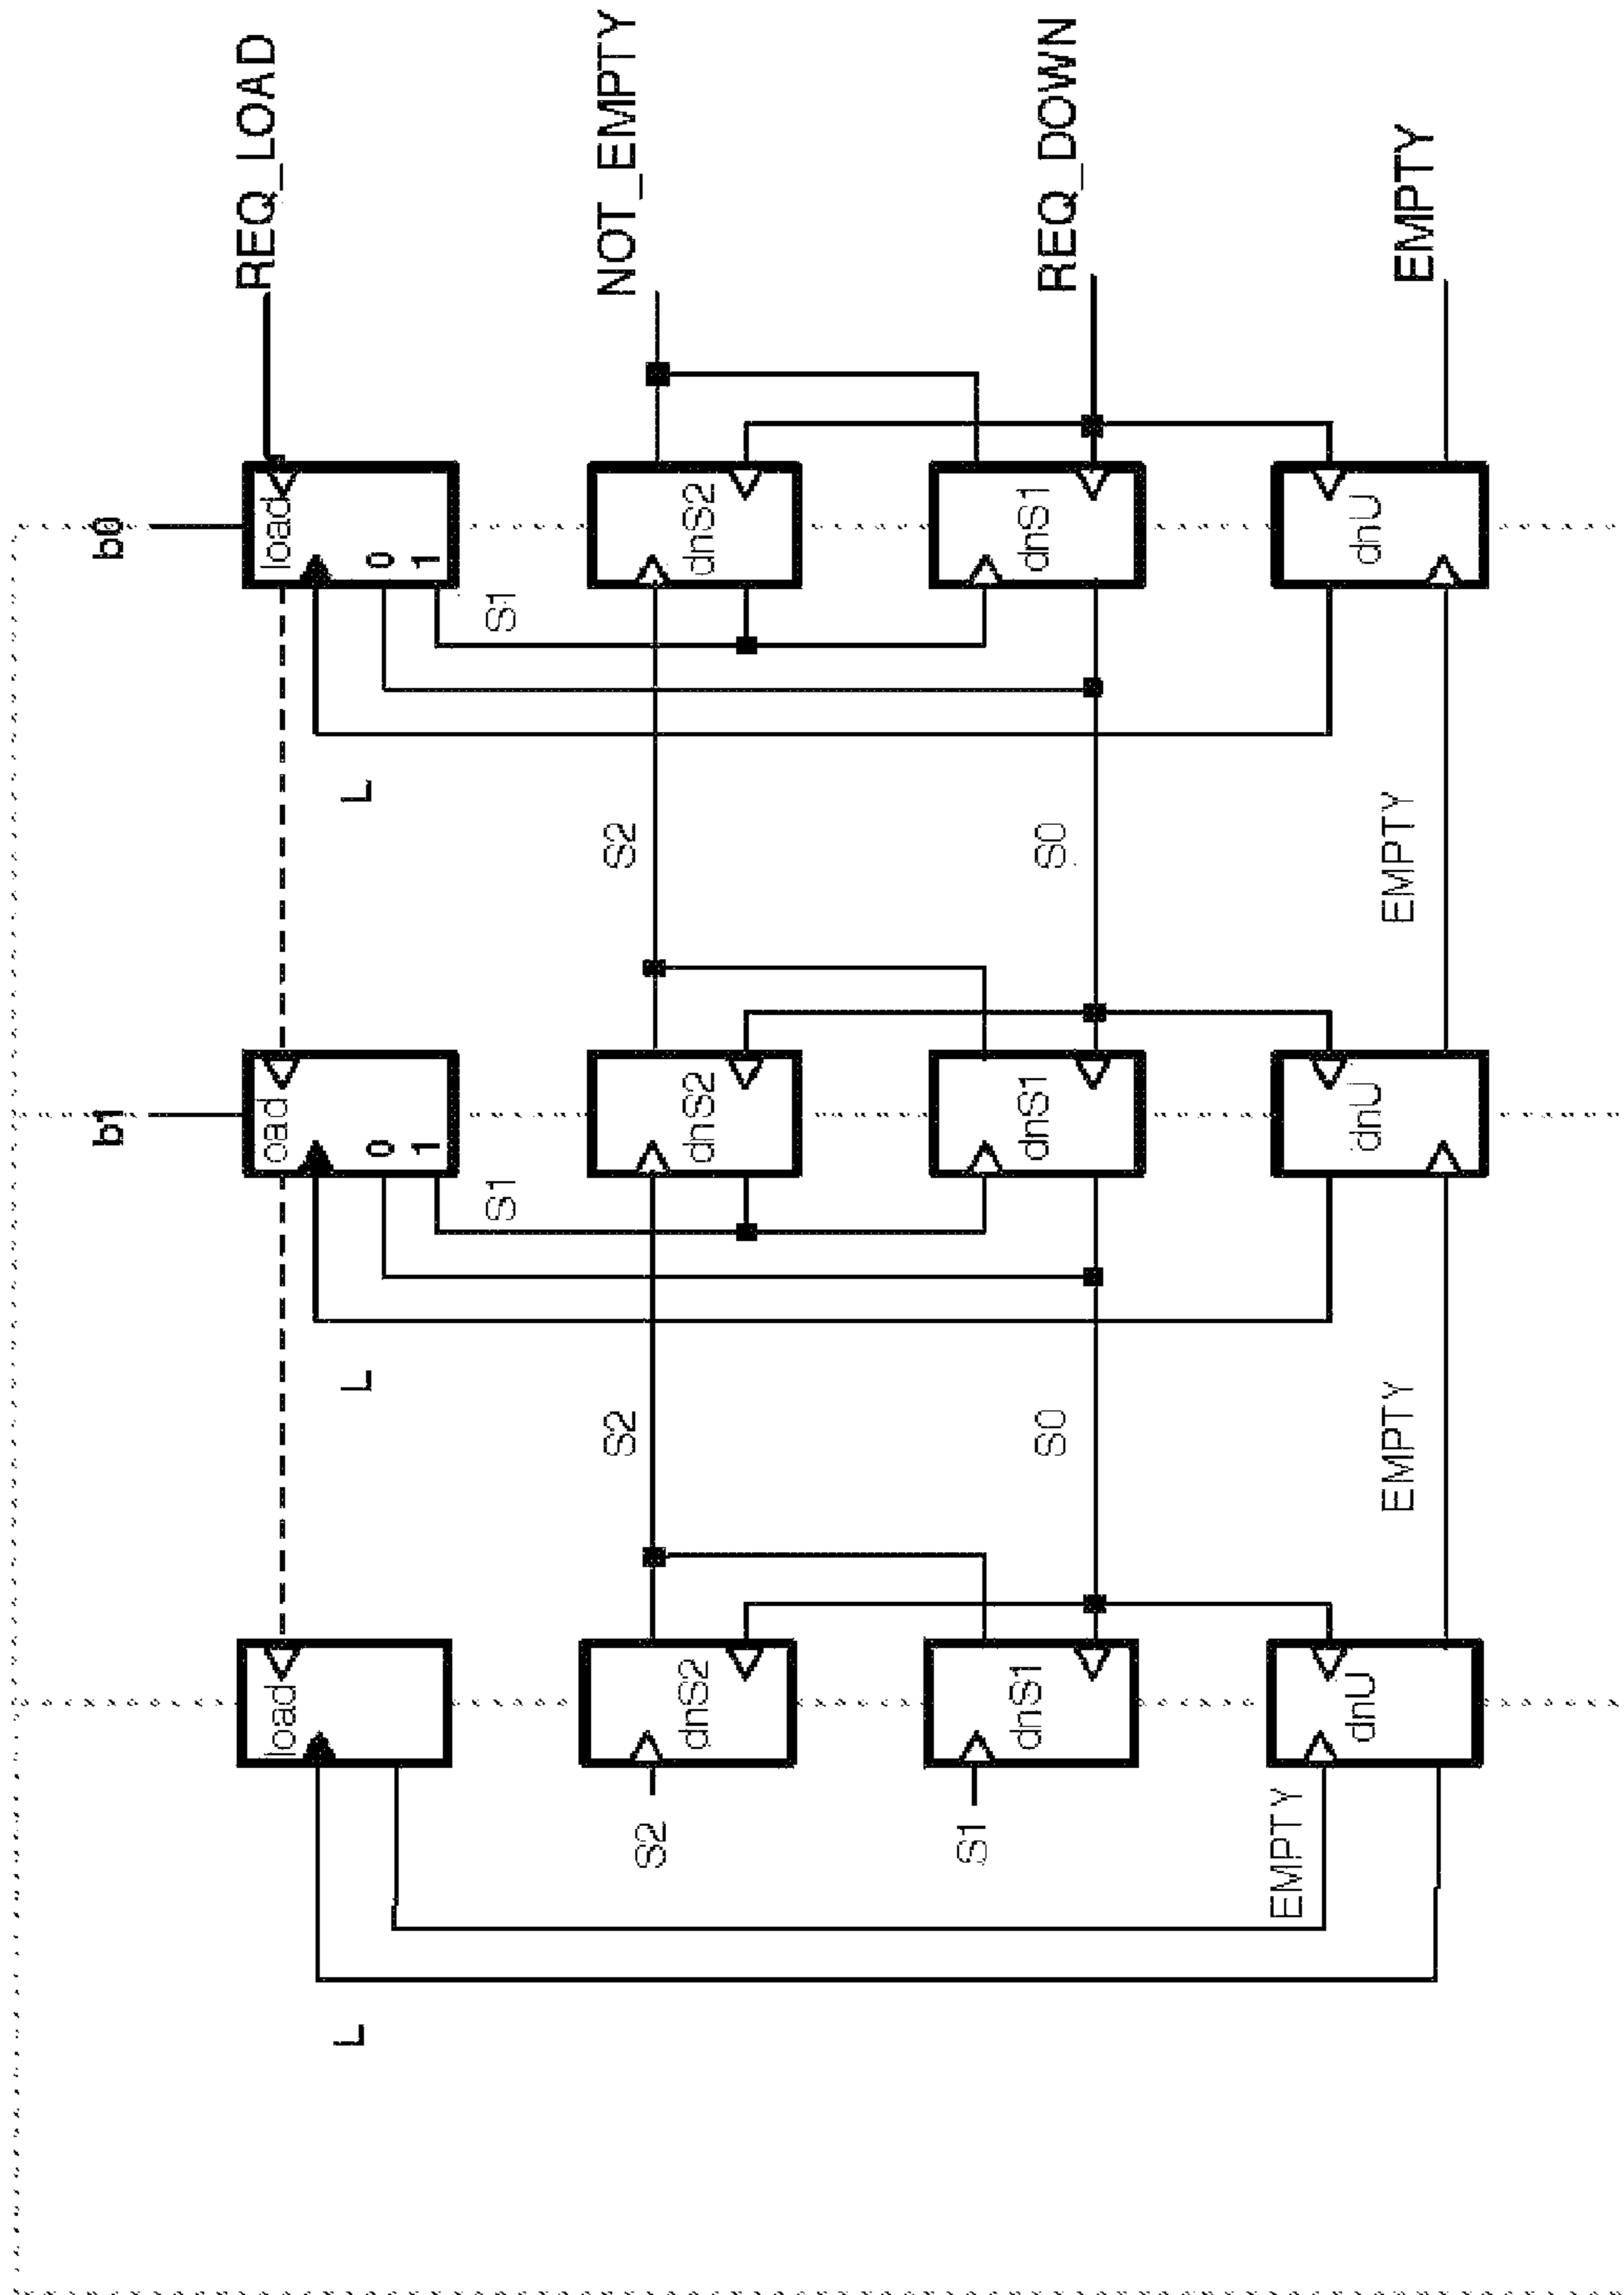 b1
b0
REQ_LOAD
load
oad
load
L
L
L
0
0
1
1
S1
S1
S2
S2
S2
NOT_EMPTY
dnS2
dnS2
dnS2
S1
dnS1
dnS1
dnS1
S0
S0
REQ_DOWN
EMPTY
dnU
dnU
dnU
EMPTY
EMPTY
EMPTY